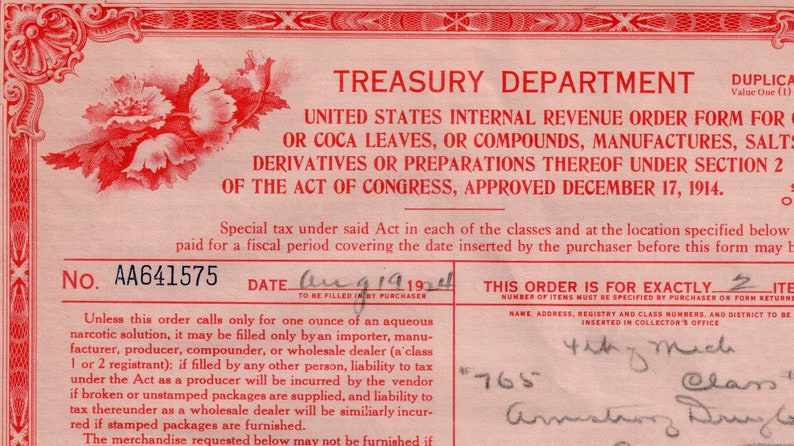 TREASURY DEPARTMENT
DUPLICA
Value One (1)
UNITED STATES INTERNAL REVENUE ORDER FORM FOR O
OR COCA LEAVES, OR COMPOUNDS, MANUFACTURES, SALTS
DERIVATIVES OR PREPARATIONS THEREOF UNDER SECTION 2
OF THE ACT OF CONGRESS, APPROVED DECEMBER 17, 1914.
S
O
Special tax under said Act in each of the classes and at the location specified below
paid for a fiscal period covering the date inserted by the purchaser before this form may b
No. AA641575 DATE Aug 19 1924
TO BE FILLED IN BY PURCHASER
THIS ORDER IS FOR EXACTLY 2 ITE
NUMBER OF ITEMS MUST BE SPECIFIED BY PURCHASER OR FORM RETURNE
Unless this order calls only for one ounce of an aqueous
narcotic solution, it may be filled only by an importer, manu-
facturer, producer, compounder, or wholesale dealer (a class
1 or 2 registrant); if filled by any other person, liability to tax
under the Act as a producer will be incurred by the vendor
if broken or unstamped packages are supplied, and liability to
tax thereunder as a wholesale dealer will be similiarly incur-
red if stamped packages are furnished.
The merchandise requested below may not be furnished if
NAME, ADDRESS, REGISTRY AND CLASS NUMBERS, AND DISTRICT TO BE
INSERTED IN COLLECTOR'S OFFICE
Mich
#765 Class #
Armstrong Drug